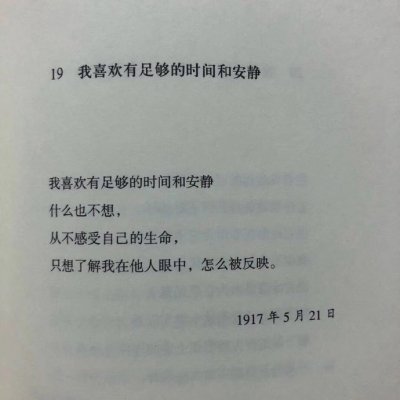 19 我喜欢有足够的时间和安静
我喜欢有足够的时间和安静
什么也不想，
从不感受自己的生命，
只想了解我在他人眼中，怎么被反映。
1917 年 5 月 21 日